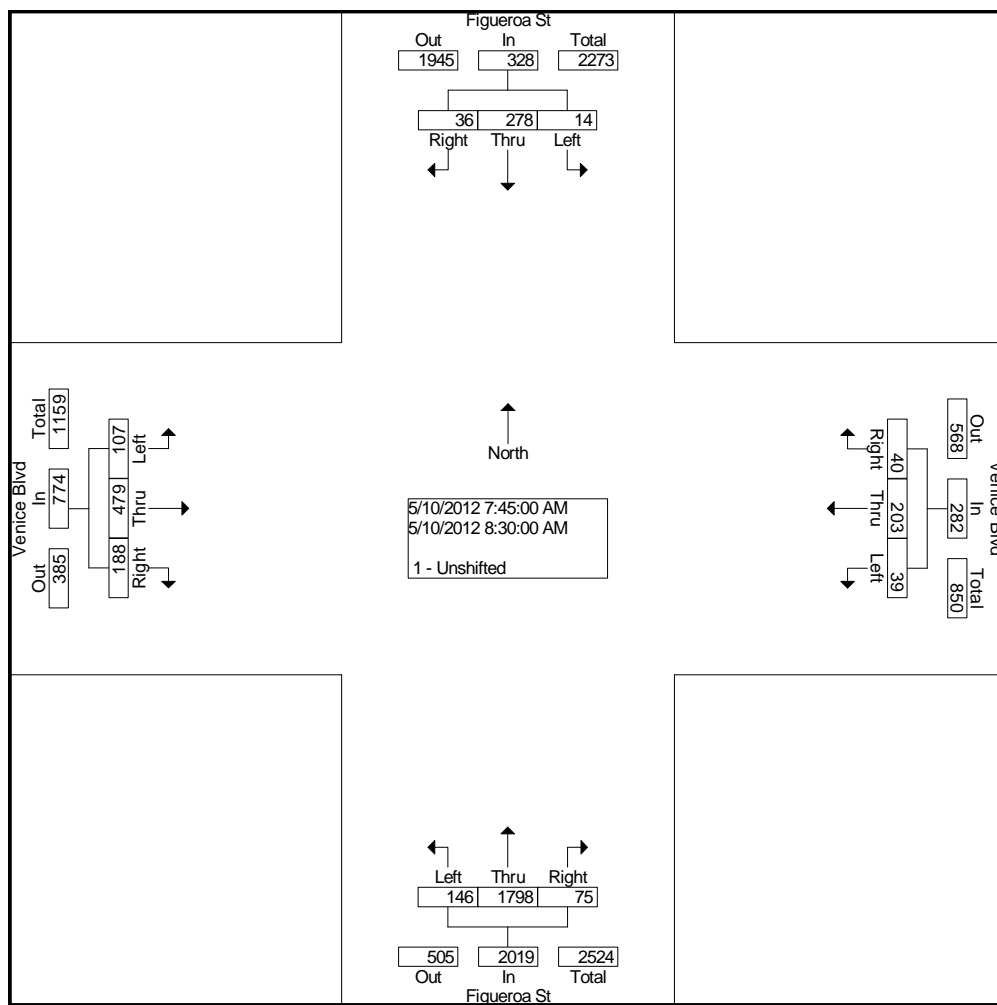 Figueroa St
Out In Total
1945 328 2273
36 278 14
Right Thru Left
Venice Blvd
Total In Out
1159 774 385
107 479 188
Left Thru Right
North
5/10/2012 7:45:00 AM
5/10/2012 8:30:00 AM
1 - Unshifted
Right Thru Left
40 203 39
Out In Total
568 282 850
Venice Blvd
Left Thru Right
146 1798 75
505 2019 2524
Out In Total
Figueroa St